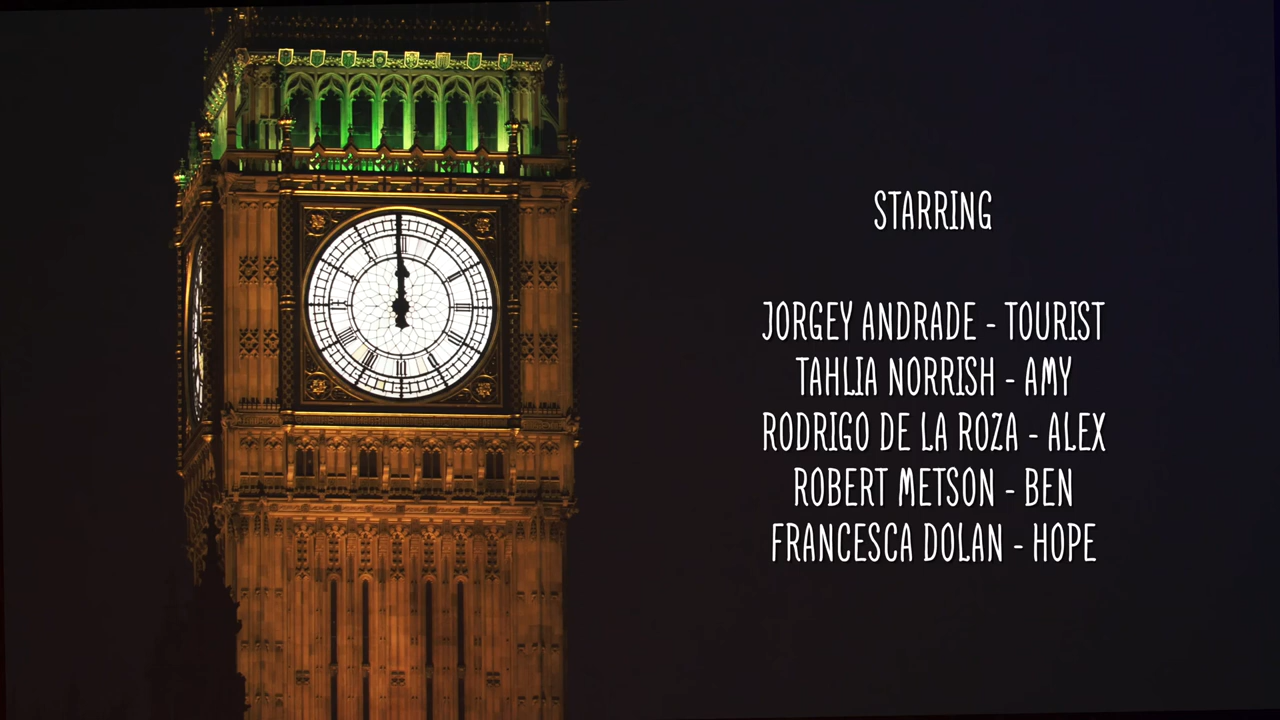 STARRING
JORGEY ANDRADE - TOURIST
TAHLIA NORRISH - AMY
RODRIGO DE LA ROZA - ALEX
ROBERT METSON - BEN
FRANCESCA DOLAN - HOPE